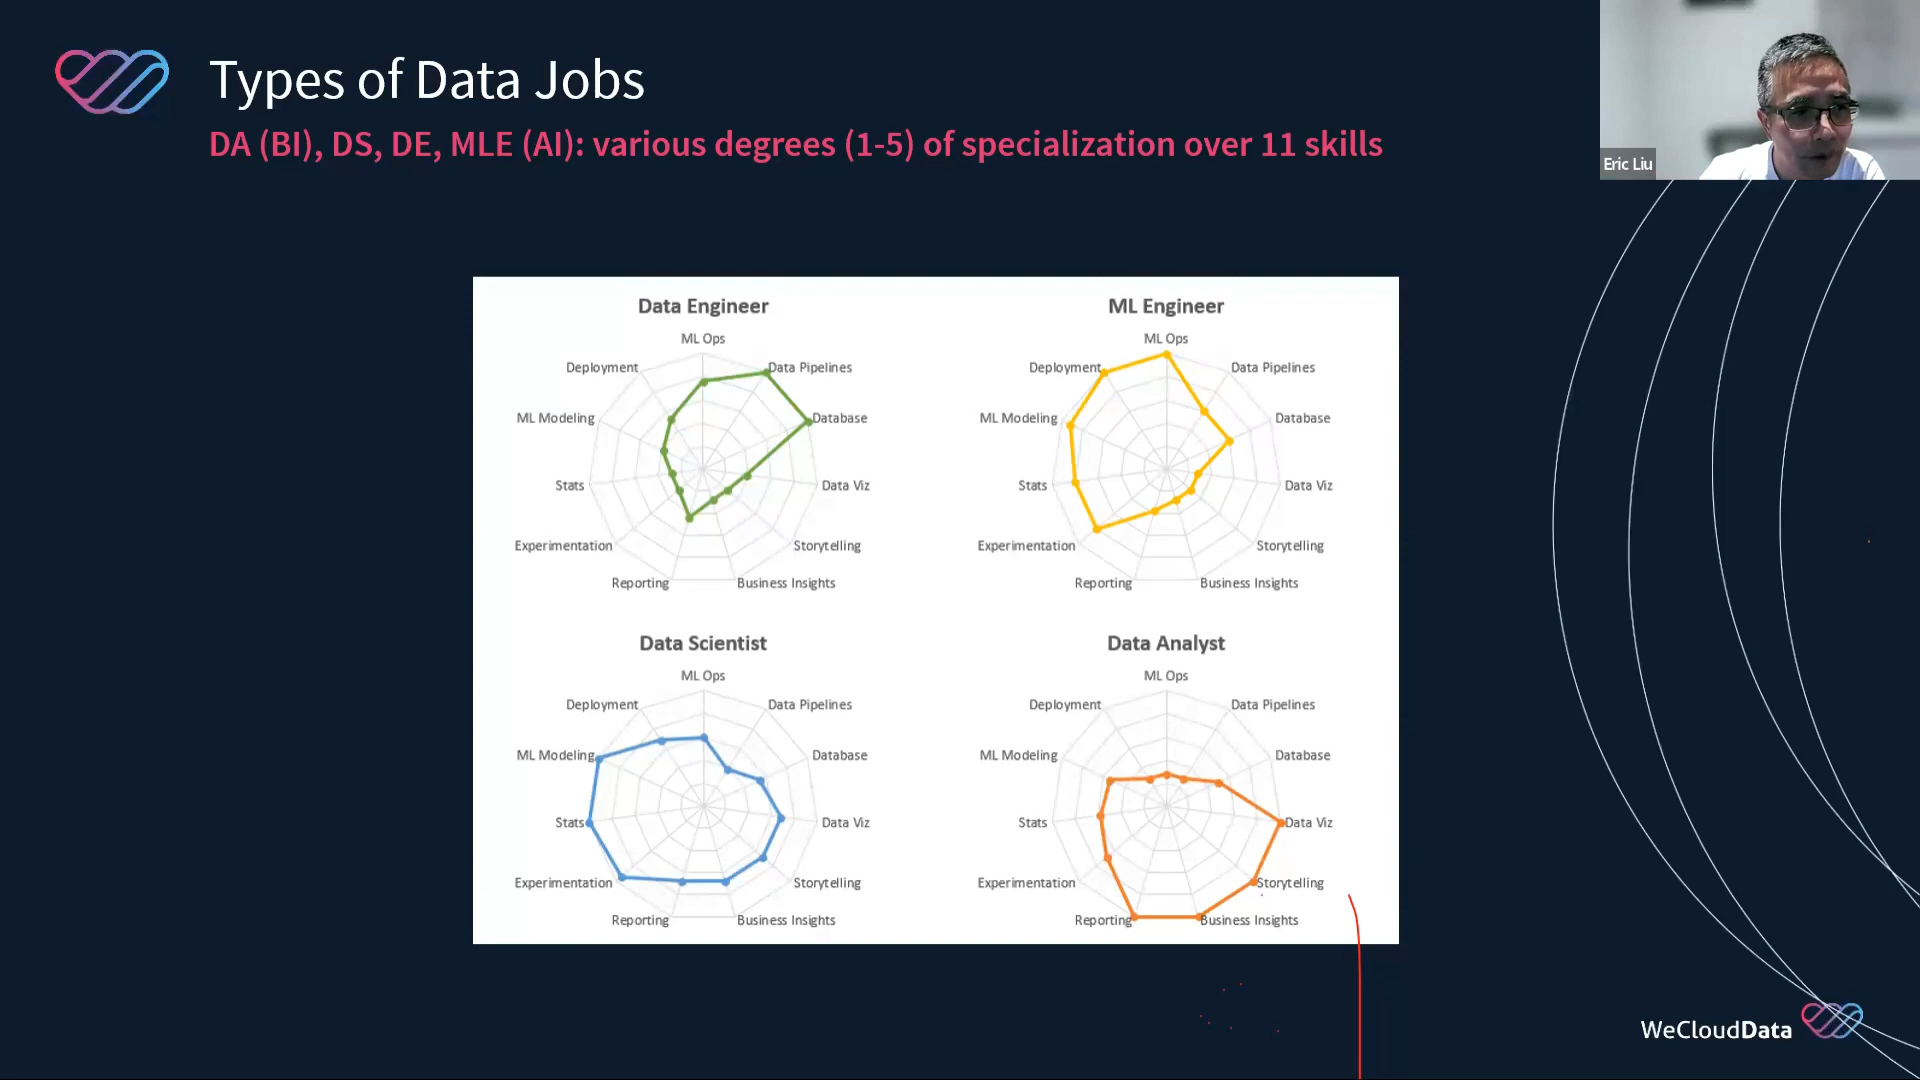 Types of Data Jobs
DA (BI), DS, DE, MLE (AI): various degrees (1-5) of specialization over 11 skills
Eric Liu
Data Engineer
ML Ops
Data Pipelines
Database
Data Viz
Storytelling
Business Insights
Reporting
Experimentation
Stats
ML Modeling
Deployment
ML Engineer
ML Ops
Data Pipelines
Database
Data Viz
Storytelling
Business Insights
Reporting
Experimentation
Stats
ML Modeling
Deployment
Data Scientist
ML Ops
Data Pipelines
Database
Data Viz
Storytelling
Business Insights
Reporting
Experimentation
Stats
ML Modeling
Deployment
Data Analyst
ML Ops
Data Pipelines
Database
Data Viz
Storytelling
Business Insights
Reporting
Experimentation
Stats
ML Modeling
Deployment
WeCloudData